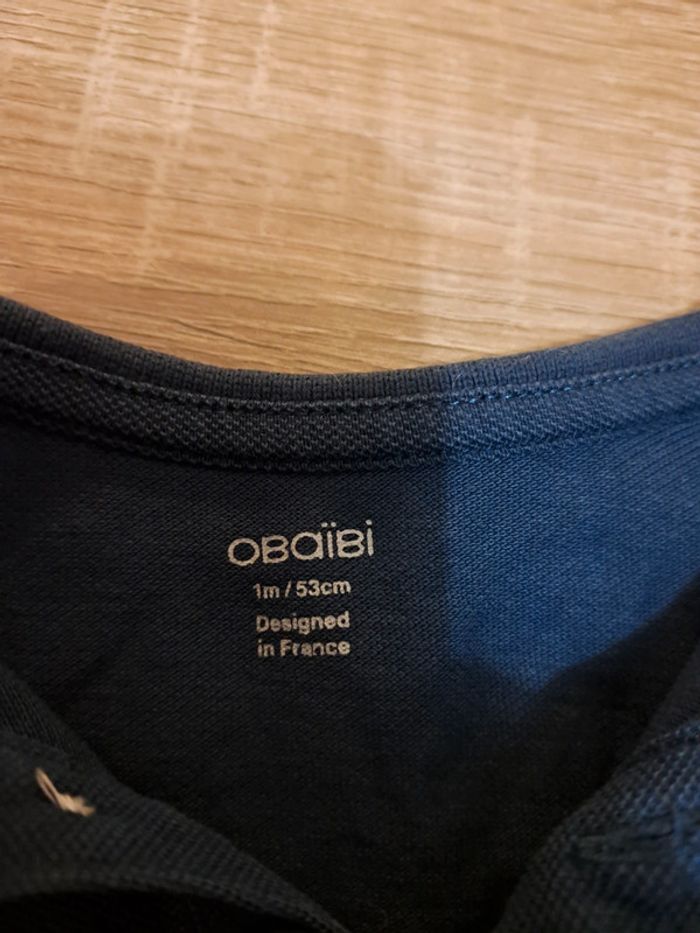 OBaïBi
1m / 53cm
Designed
in France